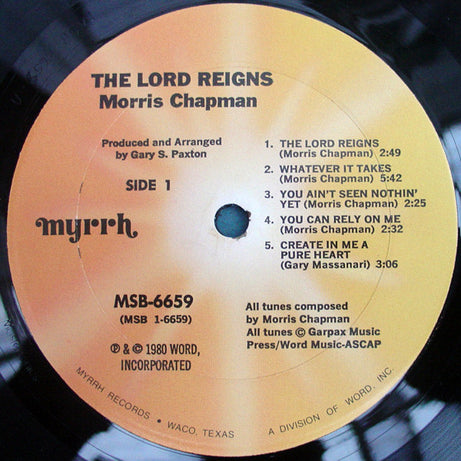 THE LORD REIGNS
Morris Chapman
Produced and Arranged
by Gary S. Paxton
SIDE 1
myrrh
MSB-6659
(MSB 1-6659)
℗ & © 1980 WORD,
INCORPORATED
1. THE LORD REIGNS
(Morris Chapman) 2:49
2. WHATEVER IT TAKES
(Morris Chapman) 5:42
3. YOU AIN'T SEEN NOTHIN'
YET (Morris Chapman) 2:25
4. YOU CAN RELY ON ME
(Morris Chapman) 2:32
5. CREATE IN ME A
PURE HEART
(Gary Massanari) 3:06
All tunes composed
by Morris Chapman
All tunes © Garpax Music
Press/Word Music-ASCAP
MYRRH RECORDS • WACO, TEXAS • A DIVISION OF WORD, INC.